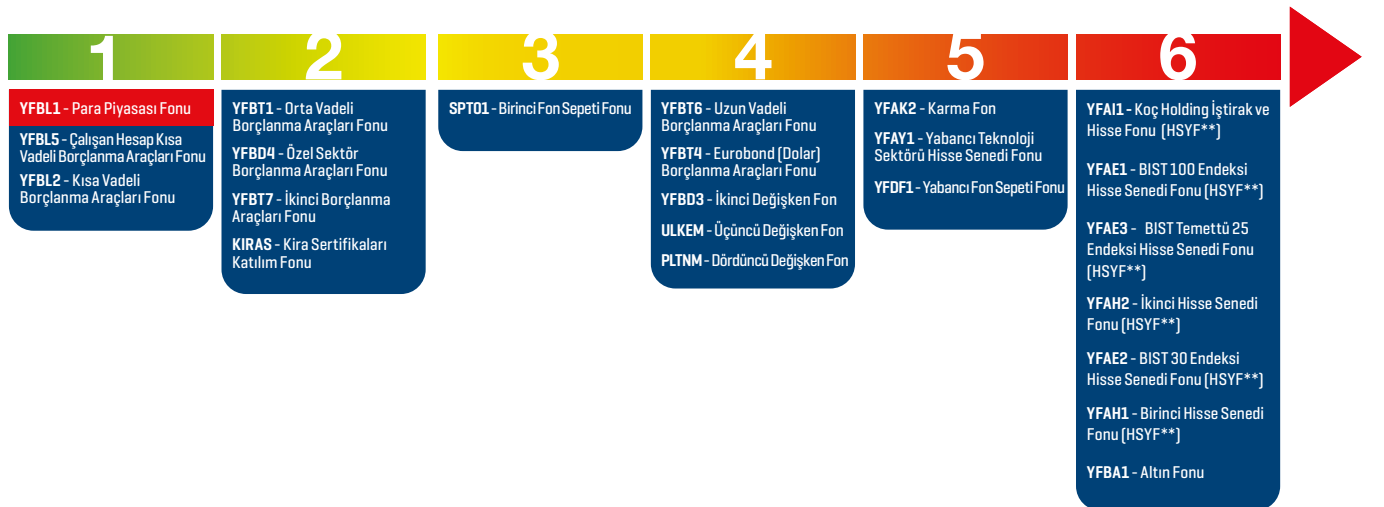 1
YFBL1 - Para Piyasası Fonu
YFBL5 - Çalışan Hesap Kısa
Vadeli Borçlanma Araçları Fonu
YFBL2 - Kısa Vadeli
Borçlanma Araçları Fonu
2
YFBT1 - Orta Vadeli
Borçlanma Araçları Fonu
YFBD4 - Özel Sektör
Borçlanma Araçları Fonu
YFBT7 - İkinci Borçlanma
Araçları Fonu
KIRAS - Kira Sertifikaları
Katılım Fonu
3
SPT01 - Birinci Fon Sepeti Fonu
4
YFBT6 - Uzun Vadeli
Borçlanma Araçları Fonu
YFBT4 - Eurobond (Dolar)
Borçlanma Araçları Fonu
YFBD3 - İkinci Değişken Fon
ULKEM - Üçüncü Değişken Fon
PLTNM - Dördüncü Değişken Fon
5
YFAK2 - Karma Fon
YFAY1 - Yabancı Teknoloji
Sektörü Hisse Senedi Fonu
YFDF1 - Yabancı Fon Sepeti Fonu
6
YFAI1 - Koç Holding İştirak ve
Hisse Fonu (HSYF**)
YFAE1 - BIST 100 Endeksi
Hisse Senedi Fonu (HSYF**)
YFAE3 - BIST Temettü 25
Endeksi Hisse Senedi Fonu
(HSYF**)
YFAH2 - İkinci Hisse Senedi
Fonu (HSYF**)
YFAE2 - BIST 30 Endeksi
Hisse Senedi Fonu (HSYF**)
YFAH1 - Birinci Hisse Senedi
Fonu (HSYF**)
YFBA1 - Altın Fonu